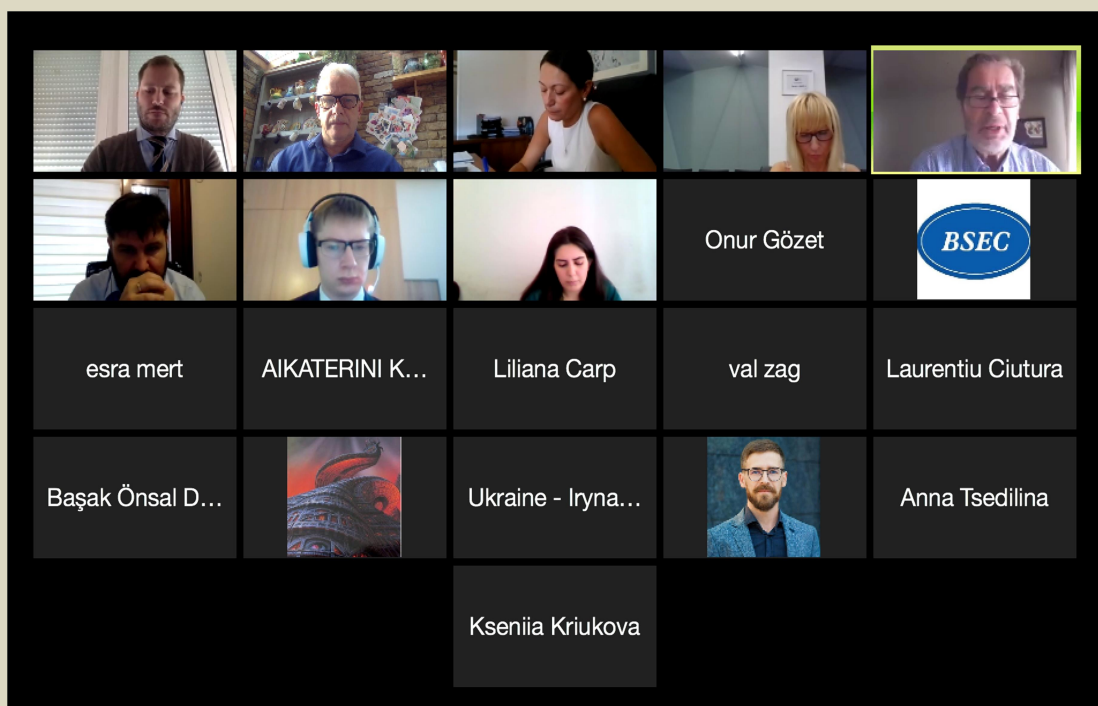 Onur Gözet
BSEC
esra mert
AIKATERINI K...
Liliana Carp
val zag
Laurentiu Ciutura
Başak Önsal D...
Ukraine - Iryna...
Anna Tsedilina
Kseniia Kriukova